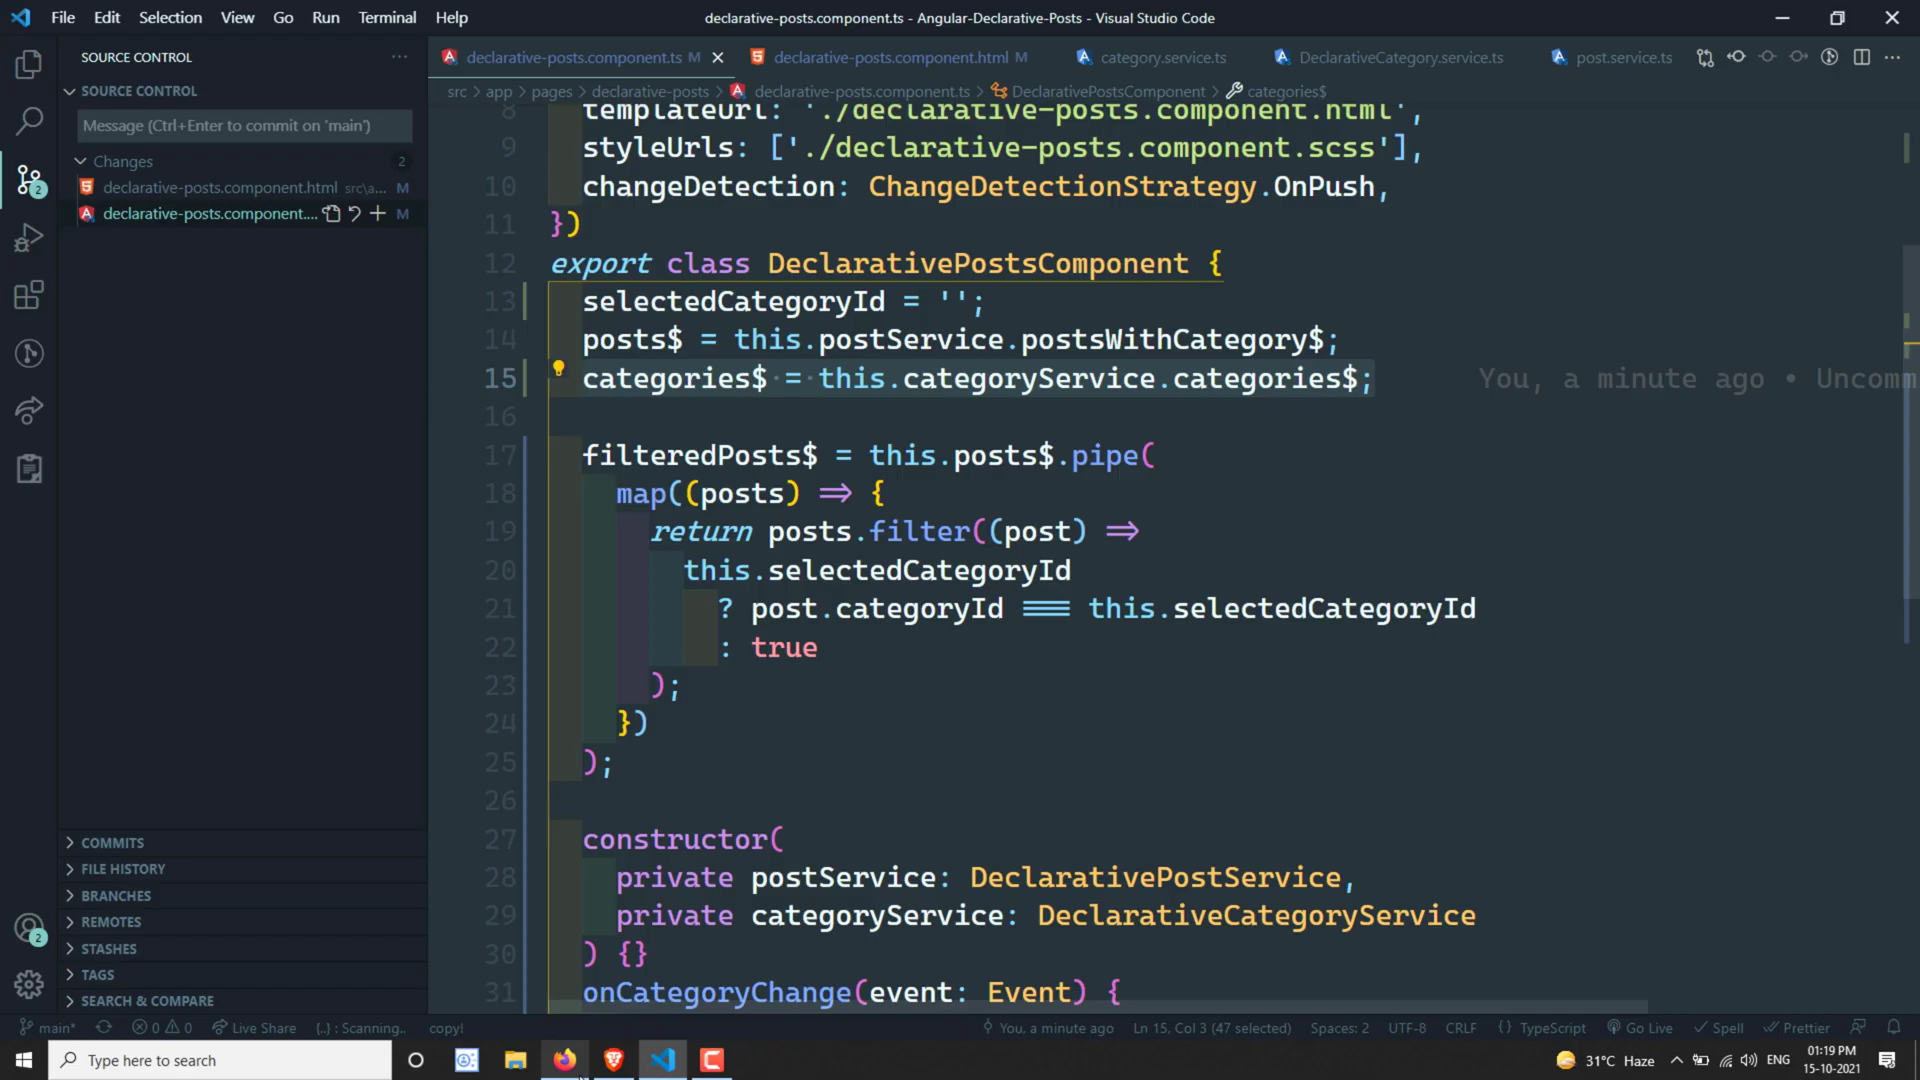 File Edit Selection View Go Run Terminal Help
declarative-posts.component.ts - Angular-Declarative-Posts - Visual Studio Code
SOURCE CONTROL
declarative-posts.component.ts M
declarative-posts.component.html M
category.service.ts
DeclarativeCategory.service.ts
post.service.ts
SOURCE CONTROL
src > app > pages > declarative-posts > declarative-posts.component.ts > DeclarativePostsComponent > categories$
Message (Ctrl+Enter to commit on 'main')
Changes 2
declarative-posts.component.html src\a... M
declarative-posts.component.... M
2
8 templateUrl: './declarative-posts.component.html',
9 styleUrls: ['./declarative-posts.component.scss'],
10 changeDetection: ChangeDetectionStrategy.OnPush,
11 })
12 export class DeclarativePostsComponent {
13 selectedCategoryId = '';
14 posts$ = this.postService.postsWithCategory$;
15 categories$ = this.categoryService.categories$; You, a minute ago • Uncomm
16
17 filteredPosts$ = this.posts$.pipe(
18 map((posts) => {
19 return posts.filter((post) =>
20 this.selectedCategoryId
21 ? post.categoryId === this.selectedCategoryId
22 : true
23 );
24 })
25 );
26
27 constructor(
28 private postService: DeclarativePostService,
29 private categoryService: DeclarativeCategoryService
30 ) {}
31 onCategoryChange(event: Event) {
COMMITS
FILE HISTORY
BRANCHES
REMOTES
STASHES
TAGS
SEARCH & COMPARE
2
main* 0 0 Live Share {..} : Scanning.. copy! You, a minute ago Ln 15, Col 3 (47 selected) Spaces: 2 UTF-8 CRLF {} TypeScript Go Live Spell Prettier
Type here to search
31°C Haze ENG
01:19 PM
15-10-2021